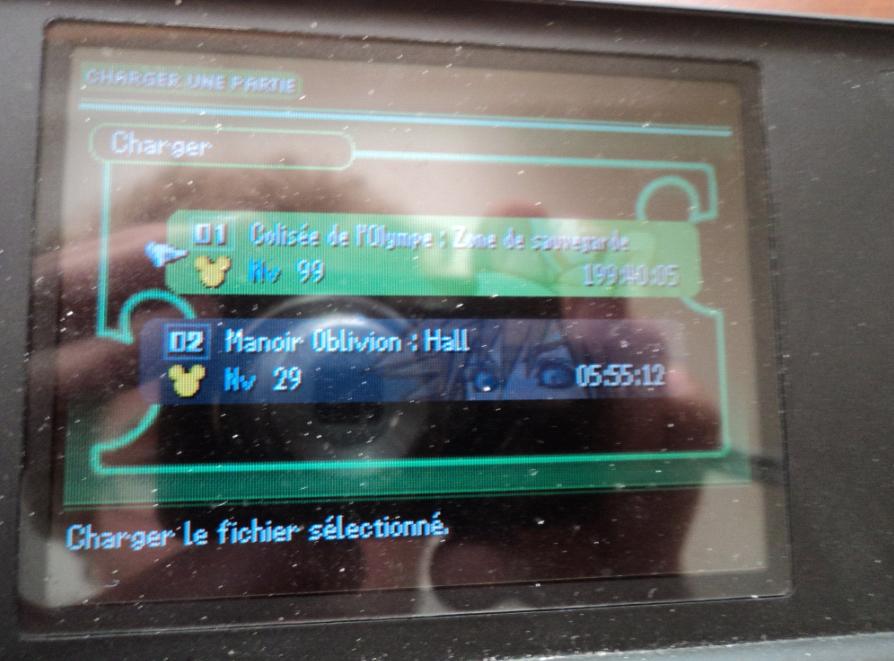 CHARGER UNE PARTIE
Charger
01 Colisée de l'Olympe : Zone de sauvegarde
Nv 99 199:40:05
02 Manoir Oblivion : Hall
Nv 29 05:55:12
Charger le fichier sélectionné.